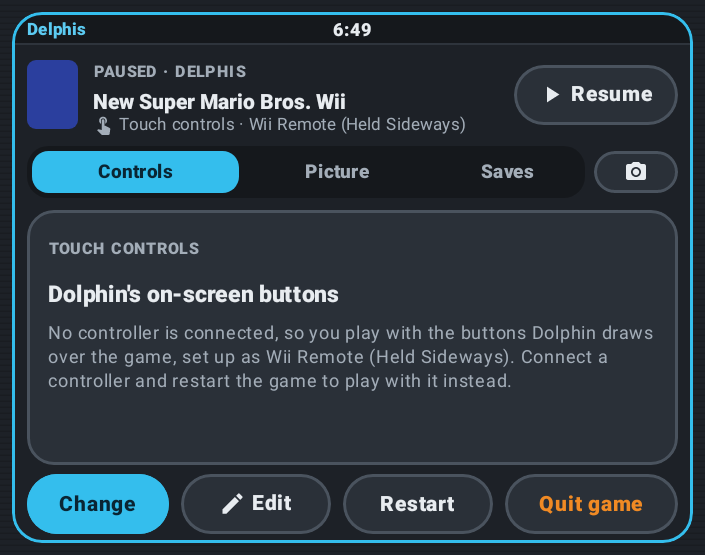 Delphis 6:49
PAUSED · DELPHIS
New Super Mario Bros. Wii
Touch controls · Wii Remote (Held Sideways)
Resume
Controls Picture Saves
TOUCH CONTROLS
Dolphin's on-screen buttons
No controller is connected, so you play with the buttons Dolphin draws
over the game, set up as Wii Remote (Held Sideways). Connect a
controller and restart the game to play with it instead.
Change Edit Restart Quit game